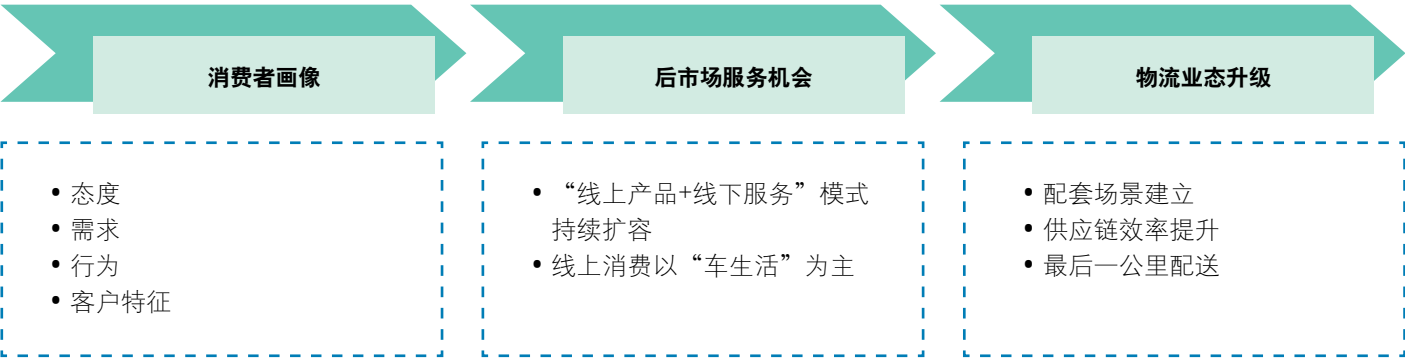 消费者画像
后市场服务机会
物流业态升级
• 态度
• 需求
• 行为
• 客户特征
• “线上产品+线下服务”模式
持续扩容
• 线上消费以“车生活”为主
• 配套场景建立
• 供应链效率提升
• 最后一公里配送